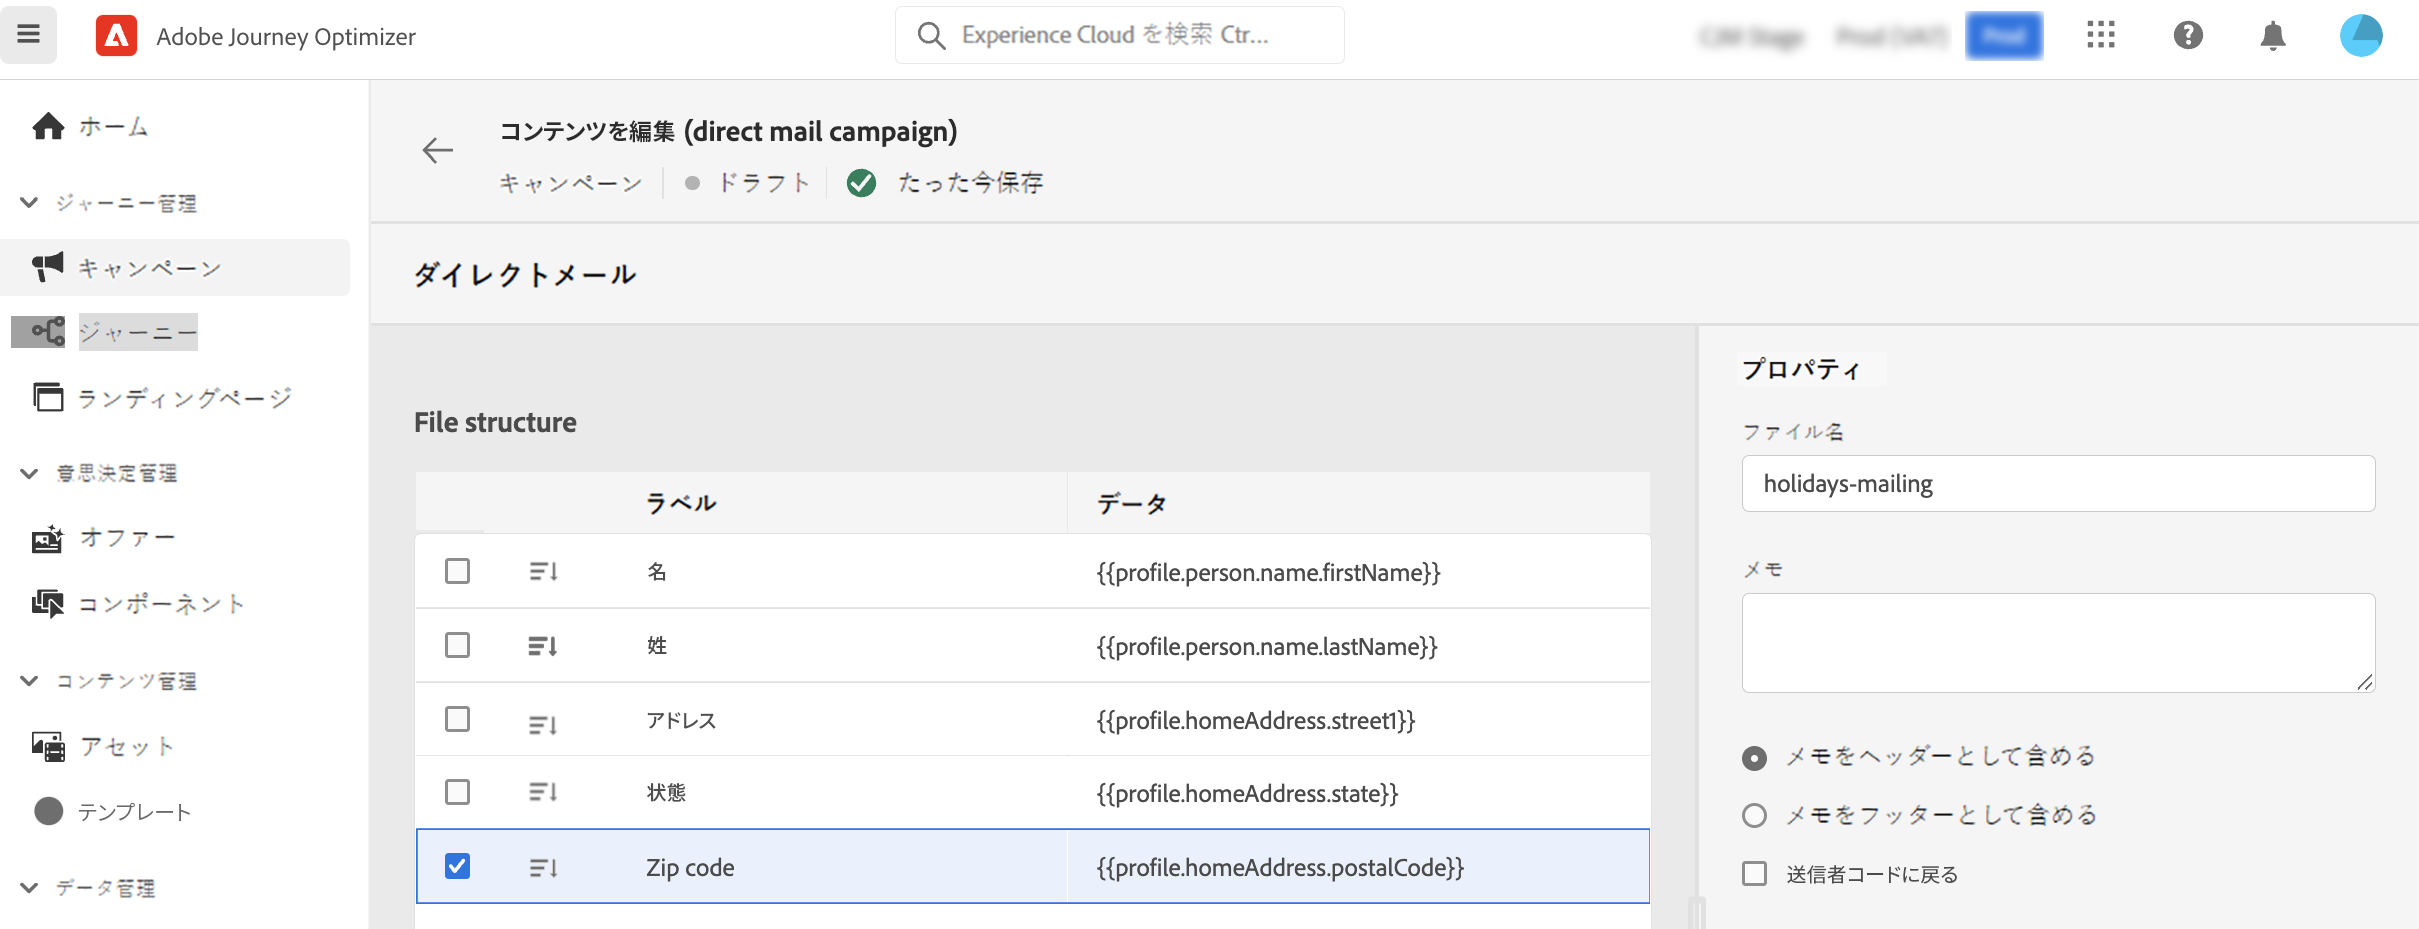 Adobe Journey Optimizer
Experience Cloud を検索 Ctr...
ホーム
ジャーニー管理
キャンペーン
ジャーニー
ランディングページ
意思決定管理
オファー
コンポーネント
コンテンツ管理
アセット
テンプレート
データ管理
コンテンツを編集 (direct mail campaign)
キャンペーン ドラフト たった今保存
ダイレクトメール
File structure
ラベル データ
名 {{profile.person.name.firstName}}
姓 {{profile.person.name.lastName}}
アドレス {{profile.homeAddress.street1}}
状態 {{profile.homeAddress.state}}
Zip code {{profile.homeAddress.postalCode}}
プロパティ
ファイル名
holidays-mailing
メモ
メモをヘッダーとして含める
メモをフッターとして含める
送信者コードに戻る